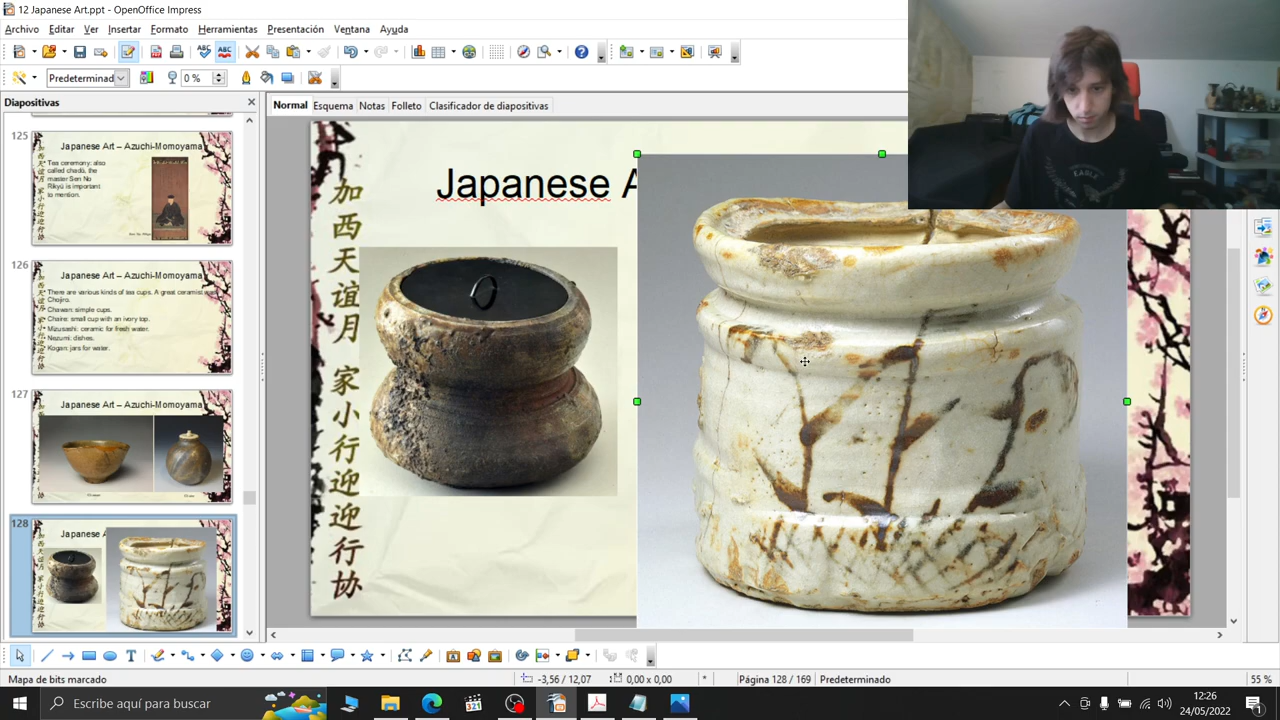 12 Japanese Art.ppt - OpenOffice Impress
Archivo Editar Ver Insertar Formato Herramientas Presentación Ventana Ayuda
Predeterminad
0 %
Diapositivas
Normal Esquema Notas Folleto Clasificador de diapositivas
125
Japanese Art – Azuchi-Momoyama
Tea ceremony, also
called chadū, the
master Sen No
Rikyū is important
to mention.
126
Japanese Art – Azuchi-Momoyama
There are various kinds of tea cups. A great ceramist was
Chojiro.
Chawan: simple cups.
Chaire: small cup with an ivory top.
Mizusashi: ceramic for fresh water.
Nezumi: dishes.
Kogan: jars for water.
127
Japanese Art – Azuchi-Momoyama
128
Japanese A
Japanese A
加
西
天
谊
月
家
小
行
迎
迎
行
协
EARLE
Mapa de bits marcado
-3,56 / 12,07
0,00 x 0,00
*
Página 128 / 169
Predeterminado
55 %
Escribe aquí para buscar
321
12:26
24/05/2022
1